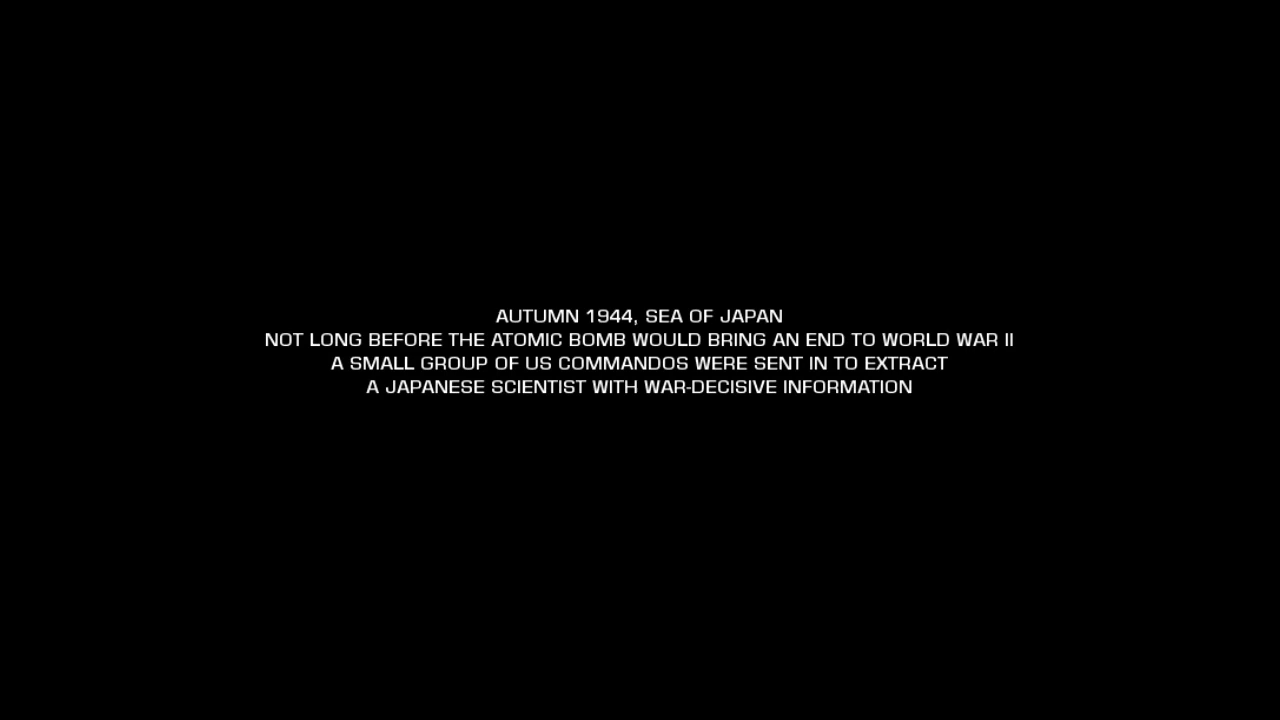 AUTUMN 1944, SEA OF JAPAN
NOT LONG BEFORE THE ATOMIC BOMB WOULD BRING AN END TO WORLD WAR II
A SMALL GROUP OF US COMMANDOS WERE SENT IN TO EXTRACT
A JAPANESE SCIENTIST WITH WAR-DECISIVE INFORMATION